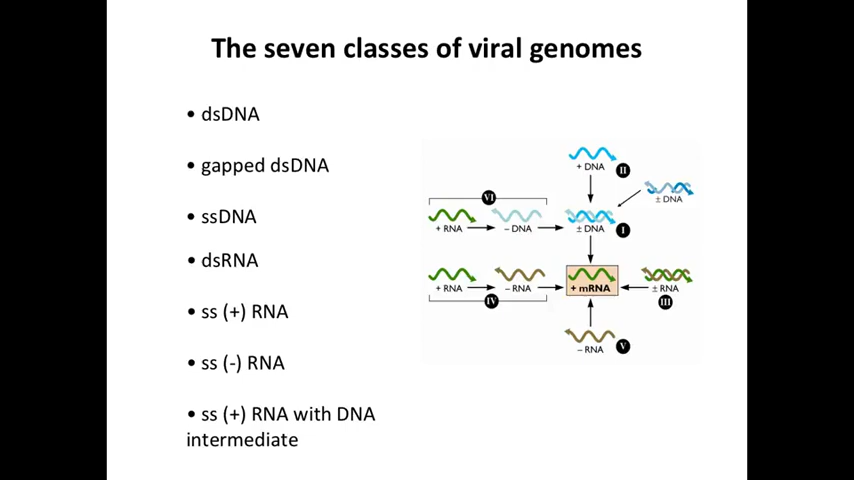 The seven classes of viral genomes
• dsDNA
• gapped dsDNA
• ssDNA
• dsRNA
• ss (+) RNA
• ss (-) RNA
• ss (+) RNA with DNA
intermediate
+ DNA
II
± DNA
VI
+ RNA
– DNA
± DNA
I
+ RNA
– RNA
+ mRNA
± RNA
IV
III
– RNA
V